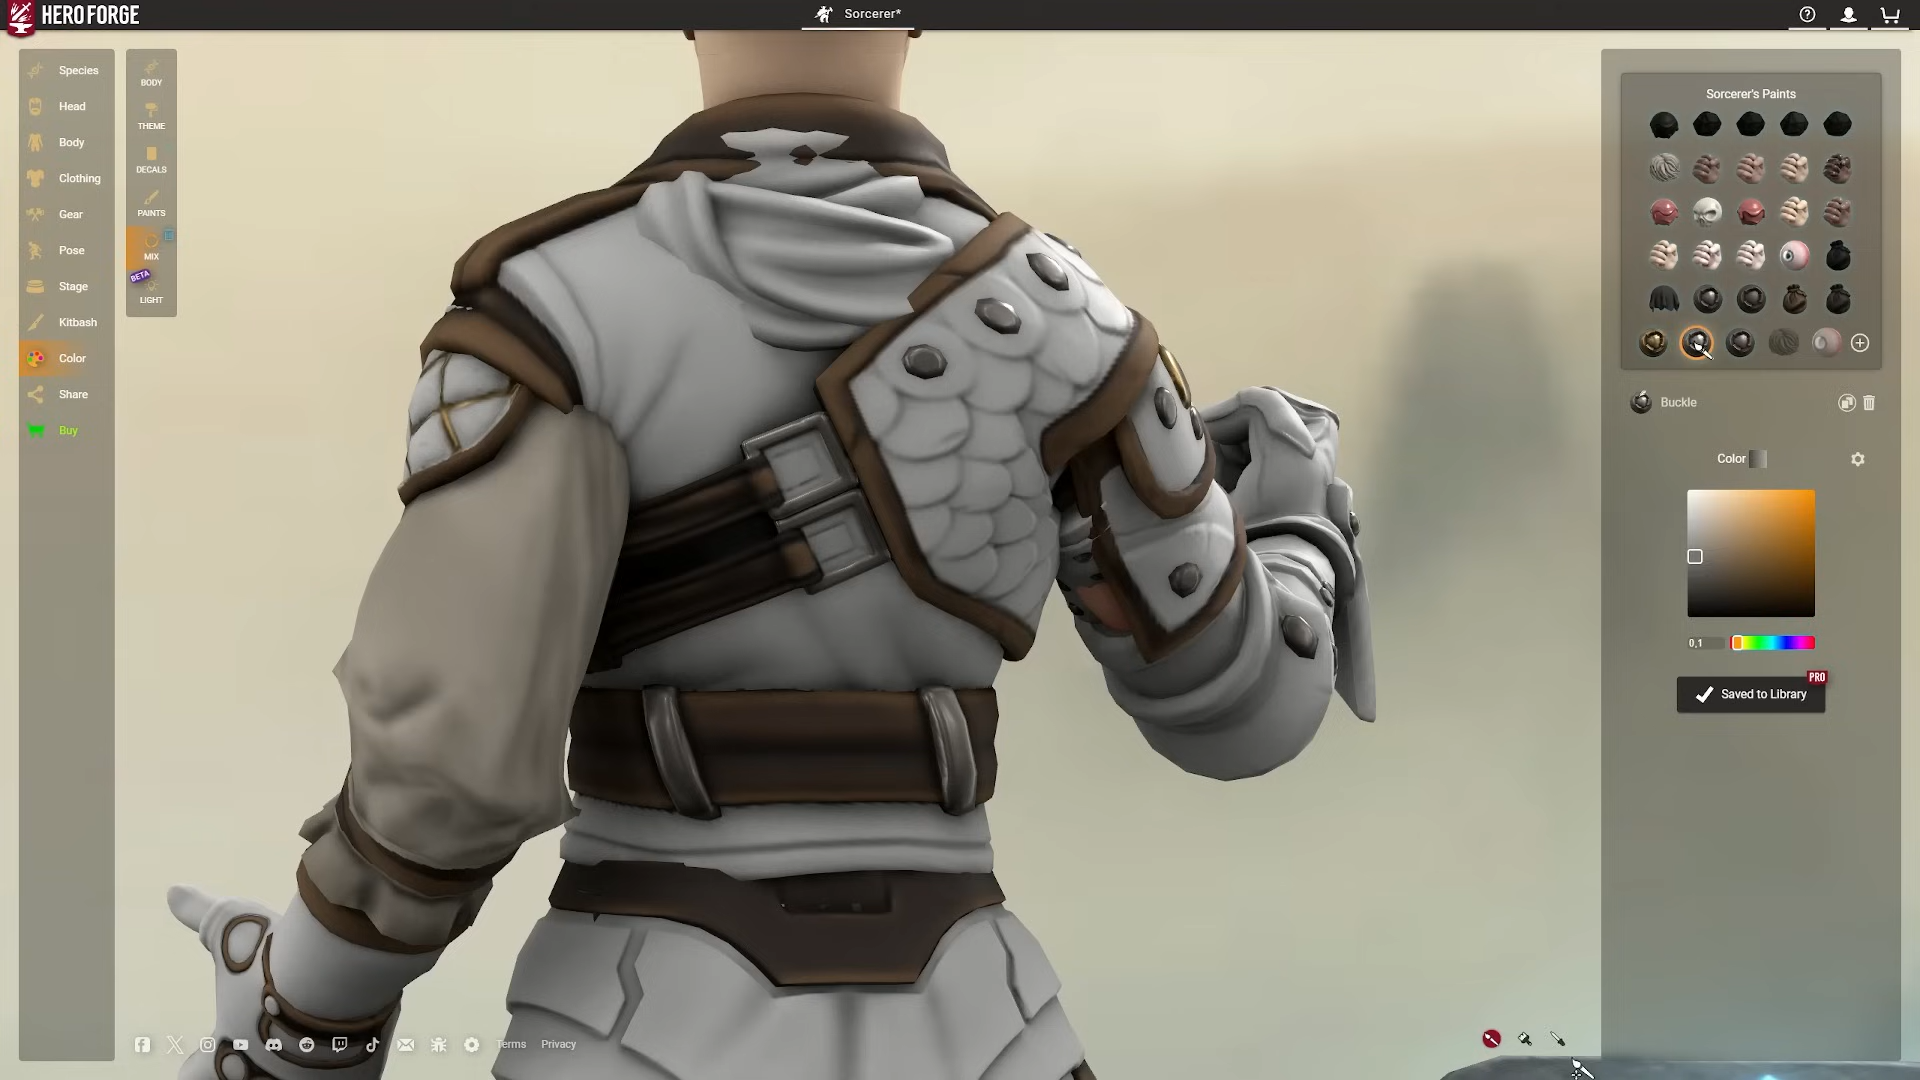 HERO FORGE
Sorcerer*
Species
Head
Body
Clothing
Gear
Pose
Stage
Kitbash
Color
Share
Buy
BODY
THEME
DECALS
PAINTS
MIX
BETA
LIGHT
Sorcerer's Paints
Buckle
Color
0,1
PRO
Saved to Library
Terms
Privacy